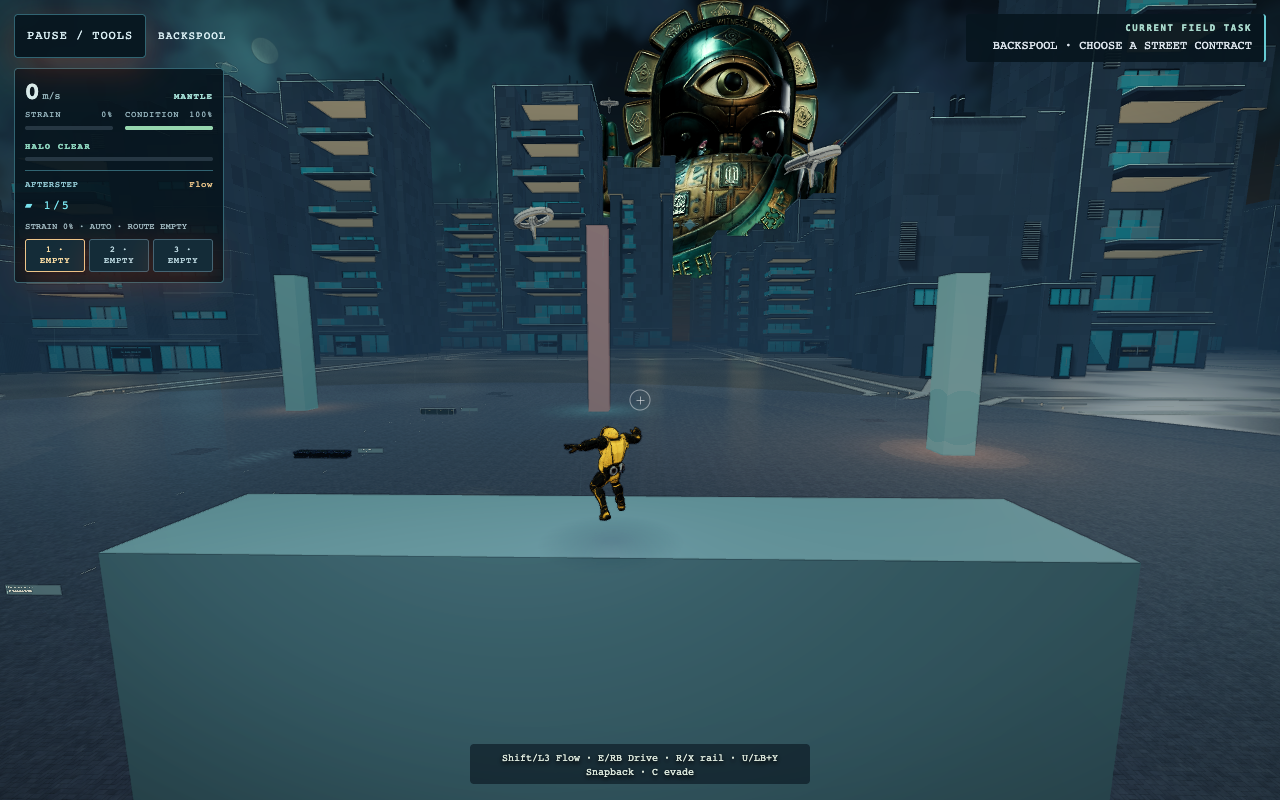 PAUSE / TOOLS
BACKSPOOL
CURRENT FIELD TASK
BACKSPOOL · CHOOSE A STREET CONTRACT
0 m/s
MANTLE
STRAIN 0%
CONDITION 100%
HALO CLEAR
AFTERSTEP
Flow
1/5
STRAIN 0% · AUTO · ROUTE EMPTY
1 · EMPTY
2 · EMPTY
3 · EMPTY
Shift/L3 Flow · E/RB Drive · R/X rail · U/LB+Y
Snapback · C evade